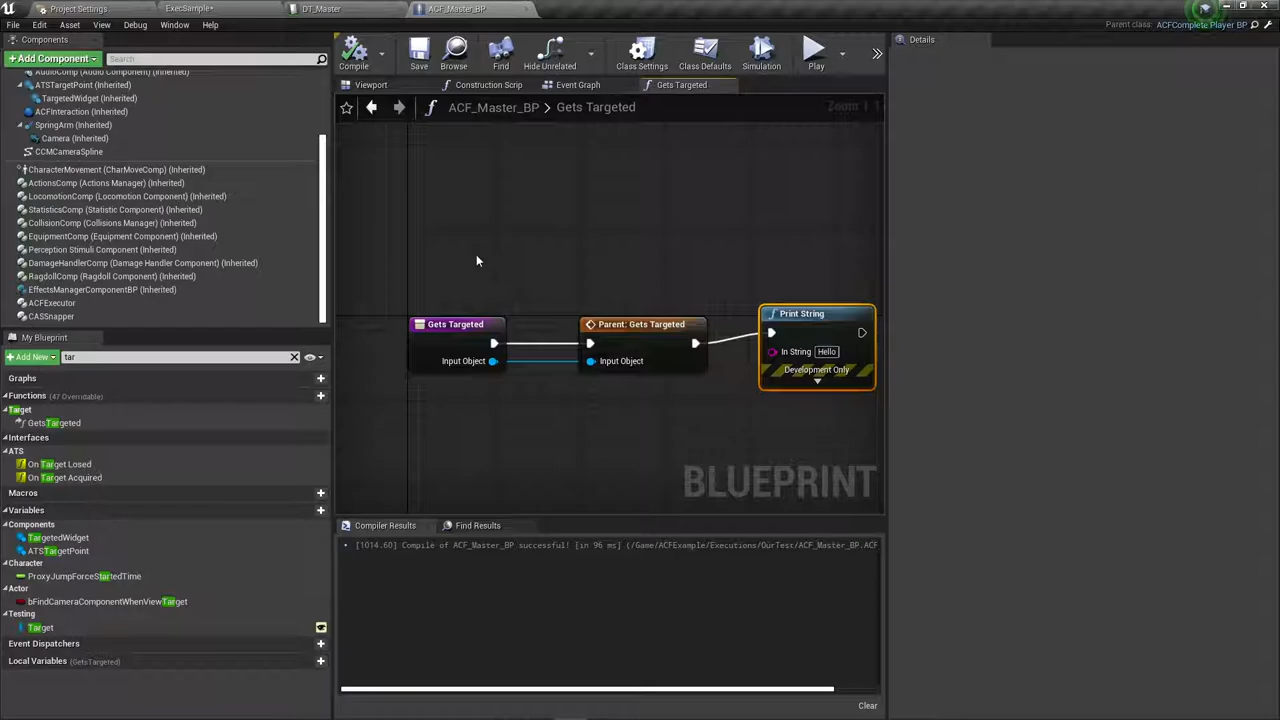 Project Settings
ExecSample*
DT_Master
ACF_Master_BP
File
Edit
Asset
View
Debug
Window
Help
Parent class: ACFComplete Player BP
Components
+Add Component
Search
AudioComp (Audio Component) (Inherited)
ATSTargetPoint (Inherited)
TargetedWidget (Inherited)
ACFInteraction (Inherited)
SpringArm (Inherited)
Camera (Inherited)
CCMCameraSpline
CharacterMovement (CharMoveComp) (Inherited)
ActionsComp (Actions Manager) (Inherited)
LocomotionComp (Locomotion Component) (Inherited)
StatisticsComp (Statistic Component) (Inherited)
CollisionComp (Collisions Manager) (Inherited)
EquipmentComp (Equipment Component) (Inherited)
Perception Stimuli Component (Inherited)
DamageHandlerComp (Damage Handler Component) (Inherited)
RagdollComp (Ragdoll Component) (Inherited)
EffectsManagerComponentBP (Inherited)
ACFExecutor
CASSnapper
My Blueprint
+Add New
tar
Graphs
Functions (47 Overridable)
Target
GetsTargeted
Interfaces
ATS
On Target Losed
On Target Acquired
Macros
Variables
Components
TargetedWidget
ATSTargetPoint
Character
ProxyJumpForceStartedTime
Actor
bFindCameraComponentWhenViewTarget
Testing
Target
Event Dispatchers
Local Variables (GetsTargeted)
Compile
Save
Browse
Find
Hide Unrelated
Class Settings
Class Defaults
Simulation
Play
Viewport
Construction Scrip
Event Graph
Gets Targeted
ACF_Master_BP > Gets Targeted
Zoom 1:1
Gets Targeted
Input Object
Parent: Gets Targeted
Input Object
Print String
In String Hello
Development Only
BLUEPRINT
Compiler Results
Find Results
[1014.60] Compile of ACF_Master_BP successful! [in 96 ms] (/Game/ACFExample/Executions/OurTest/ACF_Master_BP.ACF
Clear
Details